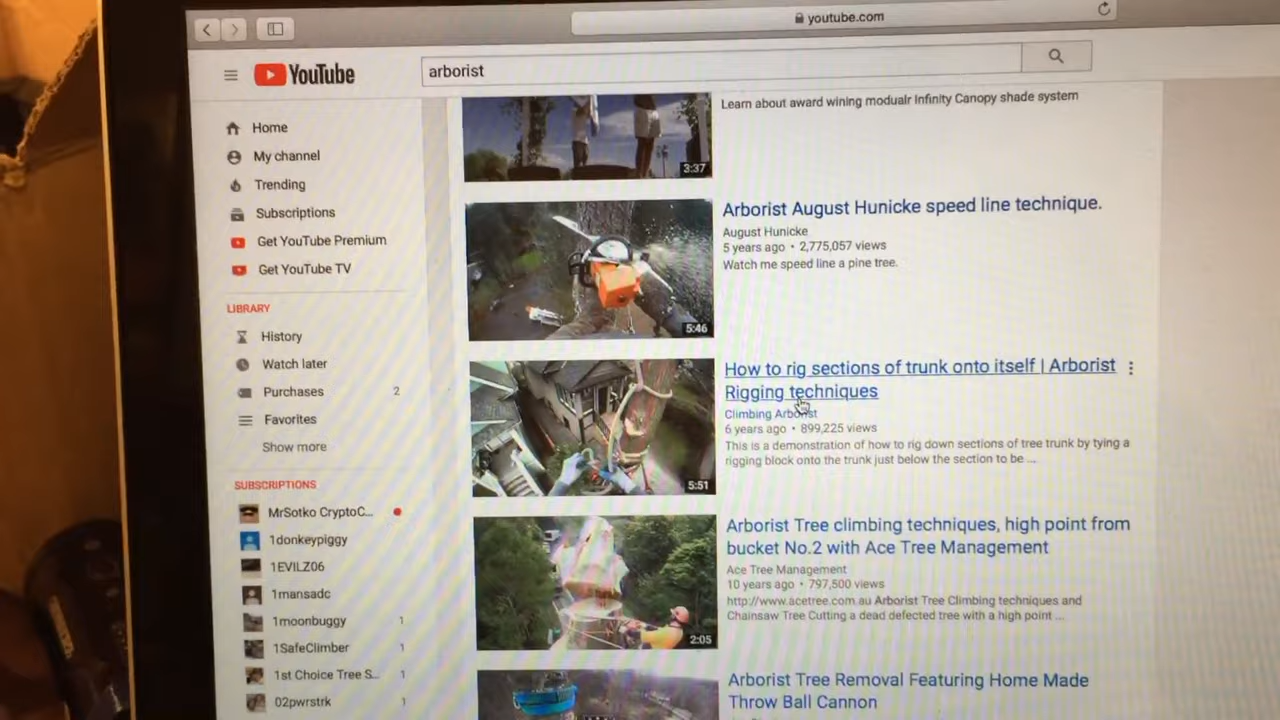 youtube.com
YouTube
arborist
Home
My channel
Trending
Subscriptions
Get YouTube Premium
Get YouTube TV
LIBRARY
History
Watch later
Purchases 2
Favorites
Show more
SUBSCRIPTIONS
MrSotko CryptoC...
1donkeypiggy
1EVILZ06
1mansadc
1moonbuggy 1
1SafeClimber 1
1st Choice Tree S... 1
02pwrstrk 1
Learn about award wining modualr Infinity Canopy shade system
3:37
Arborist August Hunicke speed line technique.
August Hunicke
5 years ago • 2,775,057 views
Watch me speed line a pine tree.
5:46
How to rig sections of trunk onto itself | Arborist
Rigging techniques
Climbing Arborist
6 years ago • 899,225 views
This is a demonstration of how to rig down sections of tree trunk by tying a
rigging block onto the trunk just below the section to be ...
5:51
Arborist Tree climbing techniques, high point from
bucket No.2 with Ace Tree Management
Ace Tree Management
10 years ago • 797,500 views
http://www.acetree.com.au Arborist Tree Climbing techniques and
Chainsaw Tree Cutting a dead defected tree with a high point ...
2:05
Arborist Tree Removal Featuring Home Made
Throw Ball Cannon